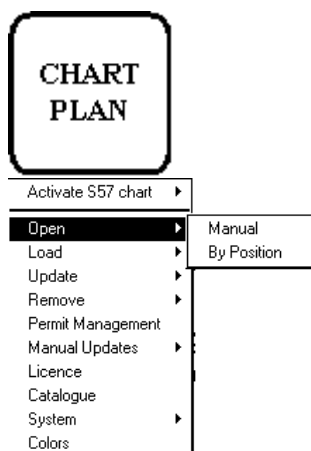 CHART
PLAN
Activate S57 chart
Open
Manual
Load
By Position
Update
Remove
Permit Management
Manual Updates
Licence
Catalogue
System
Colors